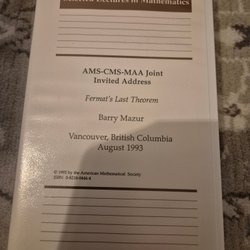 Selected Lectures in Mathematics
AMS-CMS-MAA Joint
Invited Address
Fermat's Last Theorem
Barry Mazur
Vancouver, British Columbia
August 1993
by the American Mathematical Society
ISBN